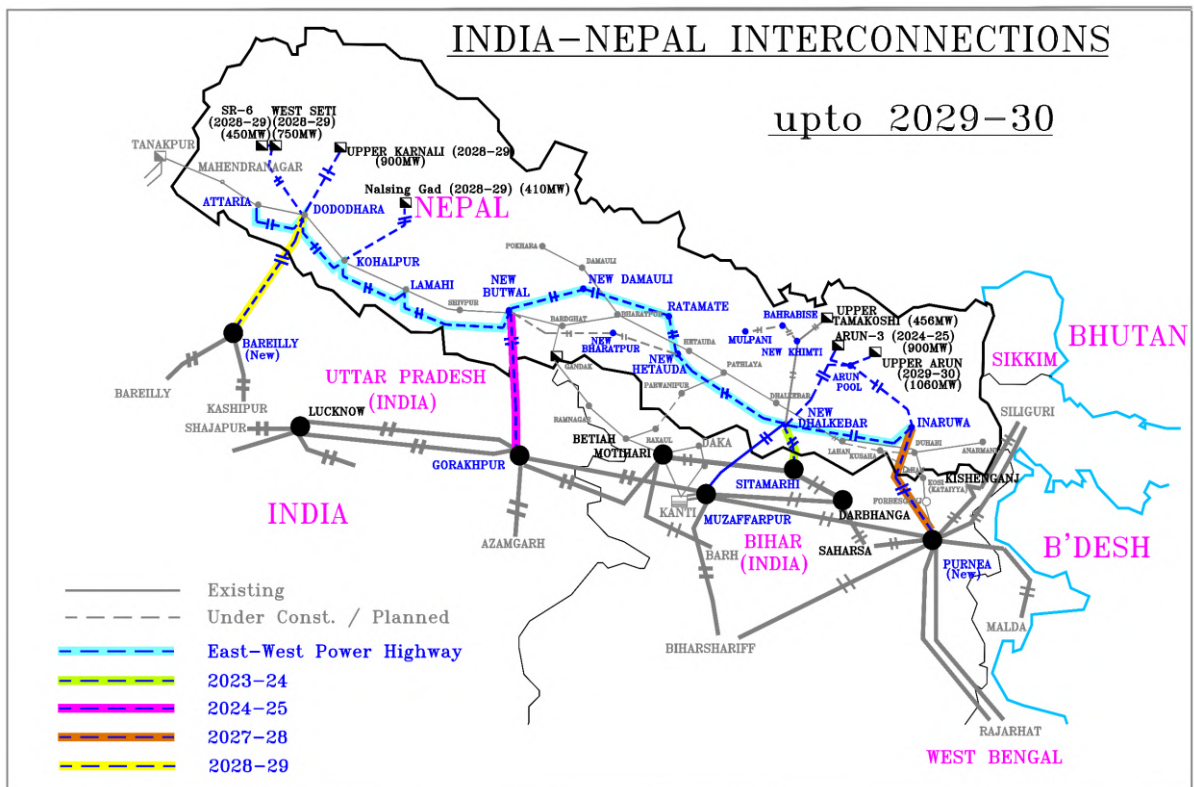 INDIA-NEPAL INTERCONNECTIONS
upto 2029-30
SR-6
(2028-29)
(450MW)
WEST SETI
(2028-29)
(750MW)
TANAKPUR
MAHENDRANAGAR
UPPER KARNALI (2028-29)
(900MW)
Nalsing Gad (2028-29) (410MW)
NEPAL
ATTARIA
DODODHARA
KOHALPUR
LAMAHI
SHIVPUR
NEW
BUTWAL
POKHARA
DAMAULI
NEW DAMAULI
BARDGHAT
BHARATPUR
RATAMATE
NEW
BHARATPUR
GANDAK
HETAUDA
NEW
HETAUDA
MULPANI
BAHRABISE
NEW KHIMTI
UPPER
TAMAKOSHI (456MW)
ARUN-3 (2024-25)
(900MW)
UPPER ARUN
(2029-30)
(1060MW)
ARUN
POOL
PATHLAYA
PARWANIPUR
DHALKEBAR
NEW
DHALKEBAR
INARUWA
LAHAN
KUSAHA
DUHABI
ANARMANI
KOSI
(KATAIYYA)
BHUTAN
SIKKIM
SILIGURI
BAREILLY
(New)
BAREILLY
KASHIPUR
UTTAR PRADESH
(INDIA)
LUCKNOW
SHAJAPUR
GORAKHPUR
AZAMGARH
RAMNAGAR
RAXAUL
BETIAH
MOTIHARI
DAKA
KANTI
SITAMARHI
MUZAFFARPUR
DARBHANGA
KISHENGANJ
SAHARSA
BARH
BIHAR
(INDIA)
PURNEA
(New)
B'DESH
MALDA
BIHARSHARIFF
RAJARHAT
WEST BENGAL
INDIA
Existing
Under Const. / Planned
East-West Power Highway
2023-24
2024-25
2027-28
2028-29